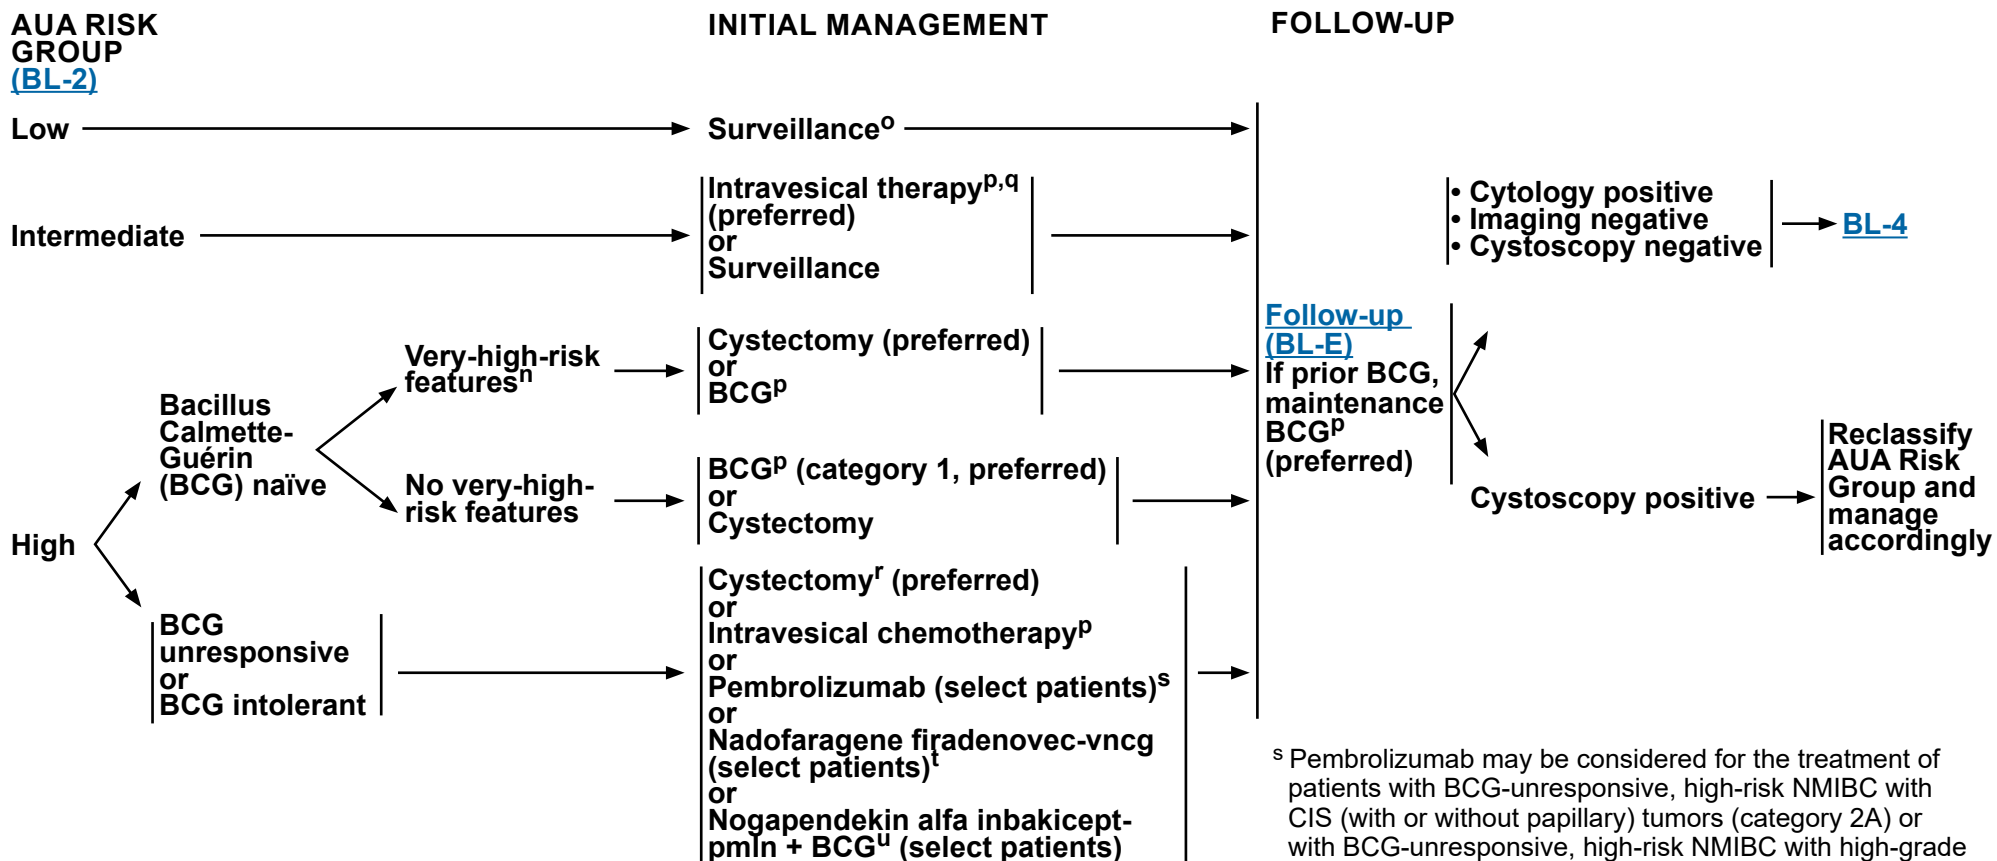 AUA RISK
GROUP
(BL-2)
INITIAL MANAGEMENT
FOLLOW-UP
Low
Surveillanceᵒ
Intermediate
Intravesical therapyᵖ,ᑫ
(preferred)
or
Surveillance
High
Bacillus
Calmette-
Guérin
(BCG) naïve
Very-high-risk
featuresⁿ
Cystectomy (preferred)
or
BCGᵖ
No very-high-
risk features
BCGᵖ (category 1, preferred)
or
Cystectomy
BCG
unresponsive
or
BCG intolerant
Cystectomyʳ (preferred)
or
Intravesical chemotherapyᵖ
or
Pembrolizumab (select patients)ˢ
or
Nadofaragene firadenovec-vncg
(select patients)ᵗ
or
Nogapendekin alfa inbakicept-
pmln + BCGᵘ (select patients)
Follow-up
(BL-E)
If prior BCG,
maintenance
BCGᵖ
(preferred)
• Cytology positive
• Imaging negative
• Cystoscopy negative
BL-4
Cystoscopy positive
Reclassify
AUA Risk
Group and
manage
accordingly
ˢ Pembrolizumab may be considered for the treatment of
patients with BCG-unresponsive, high-risk NMIBC with
CIS (with or without papillary) tumors (category 2A) or
with BCG-unresponsive, high-risk NMIBC with high-grade